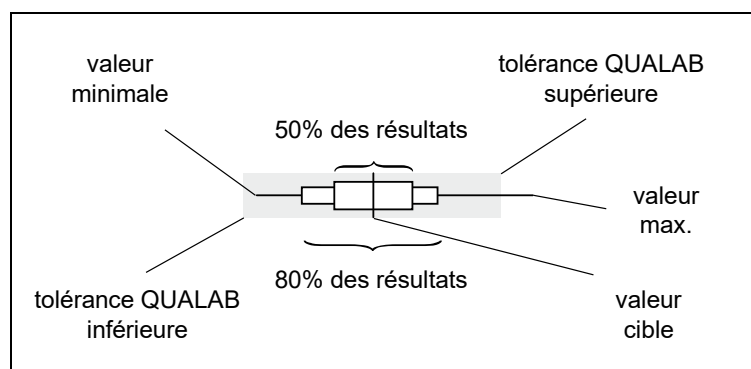 valeur
minimale
tolérance QUALAB
supérieure
50% des résultats
valeur
max.
80% des résultats
tolérance QUALAB
inférieure
valeur
cible